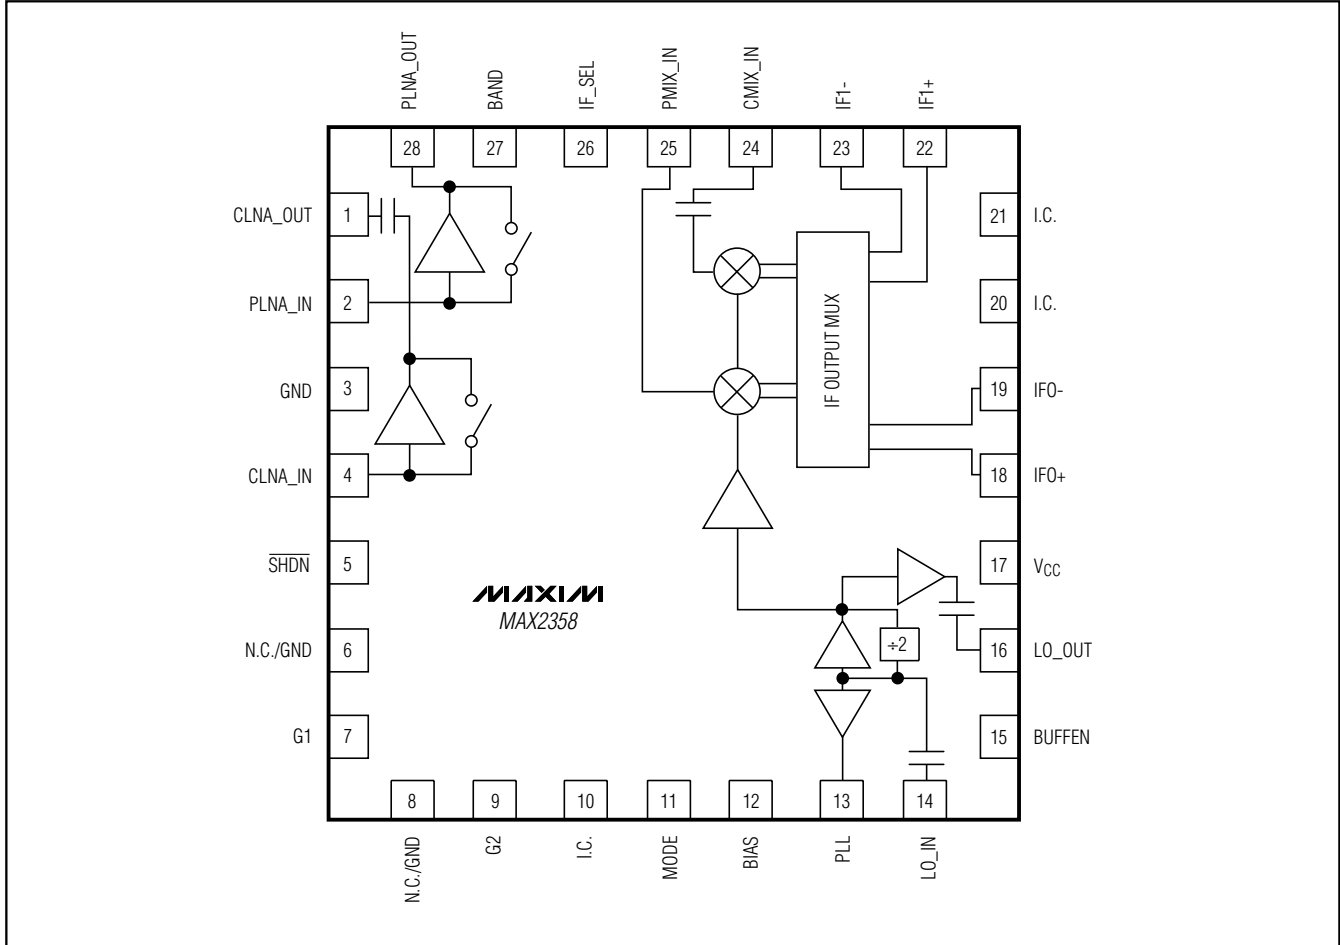 PLNA_OUT
BAND
IF_SEL
PMIX_IN
CMIX_IN
IF1-
IF1+
28
27
26
25
24
23
22
CLNA_OUT
1
21
I.C.
PLNA_IN
2
20
I.C.
GND
3
19
IF0-
CLNA_IN
4
18
IF0+
IF OUTPUT MUX
SHDN
5
17
VCC
MAXIM
MAX2358
N.C./GND
6
÷2
16
LO_OUT
G1
7
15
BUFFEN
8
9
10
11
12
13
14
N.C./GND
G2
I.C.
MODE
BIAS
PLL
LO_IN